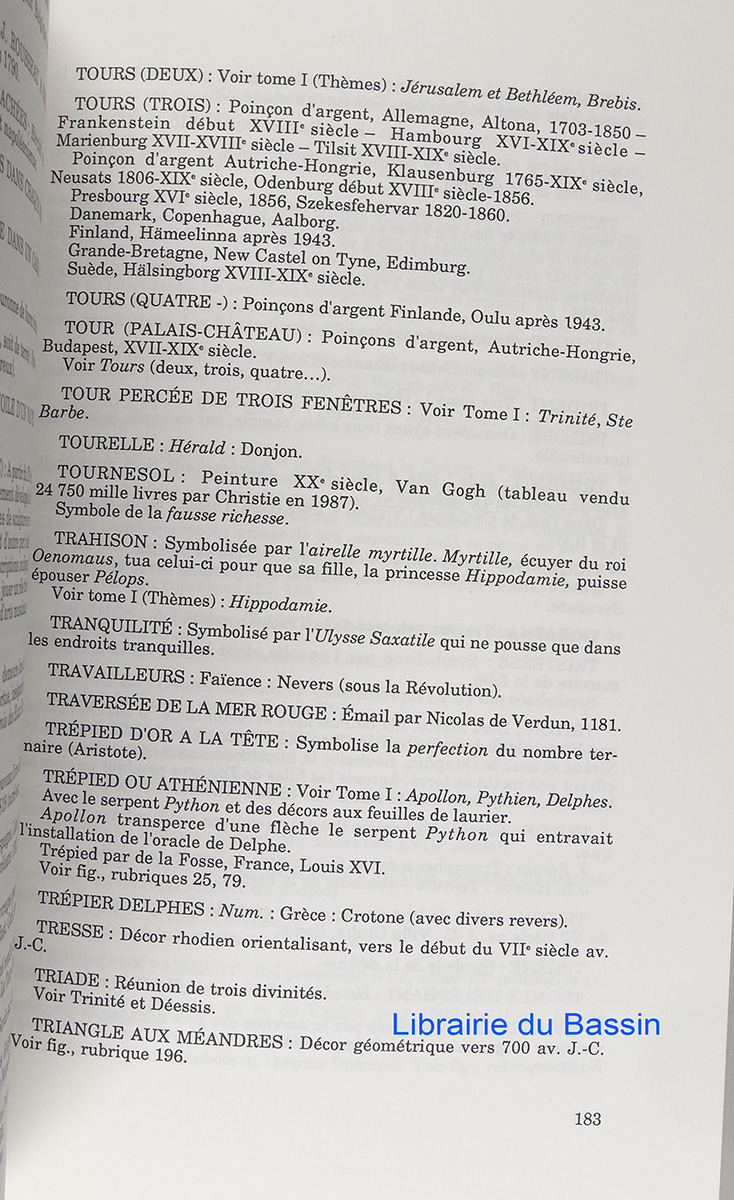 TOURS (DEUX) : Voir tome I (Thèmes) : Jérusalem et Bethléem, Brebis.
TOURS (TROIS) : Poinçon d'argent, Allemagne, Altona, 1703-1850 –
Frankenstein début XVIIIe siècle – Hambourg XVI-XIXe siècle –
Marienburg XVII-XVIIIe siècle – Tilsit XVIII-XIXe siècle.
Poinçon d'argent Autriche-Hongrie, Klausenburg 1765-XIXe siècle,
Neusats 1806-XIXe siècle, Odenburg début XVIIIe siècle-1856.
Presbourg XVIe siècle, 1856, Szekesfehervar 1820-1860.
Danemark, Copenhague, Aalborg.
Finland, Hämeelinna après 1943.
Grande-Bretagne, New Castel on Tyne, Edimburg.
Suède, Hälsingborg XVIII-XIXe siècle.
TOURS (QUATRE -) : Poinçons d'argent Finlande, Oulu après 1943.
TOUR (PALAIS-CHÂTEAU) : Poinçons d'argent, Autriche-Hongrie,
Budapest, XVII-XIXe siècle.
Voir Tours (deux, trois, quatre...).
TOUR PERCÉE DE TROIS FENÊTRES : Voir Tome I : Trinité, Ste
Barbe.
TOURELLE : Hérald : Donjon.
TOURNESOL : Peinture XXe siècle, Van Gogh (tableau vendu
24 750 mille livres par Christie en 1987).
Symbole de la fausse richesse.
TRAHISON : Symbolisée par l'airelle myrtille. Myrtille, écuyer du roi
Oenomaus, tua celui-ci pour que sa fille, la princesse Hippodamie, puisse
épouser Pélops.
Voir tome I (Thèmes) : Hippodamie.
TRANQUILITÉ : Symbolisé par l'Ulysse Saxatile qui ne pousse que dans
les endroits tranquilles.
TRAVAILLEURS : Faïence : Nevers (sous la Révolution).
TRAVERSÉE DE LA MER ROUGE : Émail par Nicolas de Verdun, 1181.
TRÉPIED D'OR A LA TÊTE : Symbolise la perfection du nombre ter-
naire (Aristote).
TRÉPIED OU ATHÉNIENNE : Voir Tome I : Apollon, Pythien, Delphes.
Avec le serpent Python et des décors aux feuilles de laurier.
Apollon transperce d'une flèche le serpent Python qui entravait
l'installation de l'oracle de Delphe.
Trépied par de la Fosse, France, Louis XVI.
Voir fig., rubriques 25, 79.
TRÉPIER DELPHES : Num. : Grèce : Crotone (avec divers revers).
TRESSE : Décor rhodien orientalisant, vers le début du VIIe siècle av.
J.-C.
TRIADE : Réunion de trois divinités.
Voir Trinité et Déessis.
Librairie du Bassin
TRIANGLE AUX MÉANDRES : Décor géométrique vers 700 av. J.-C.
Voir fig., rubrique 196.
183